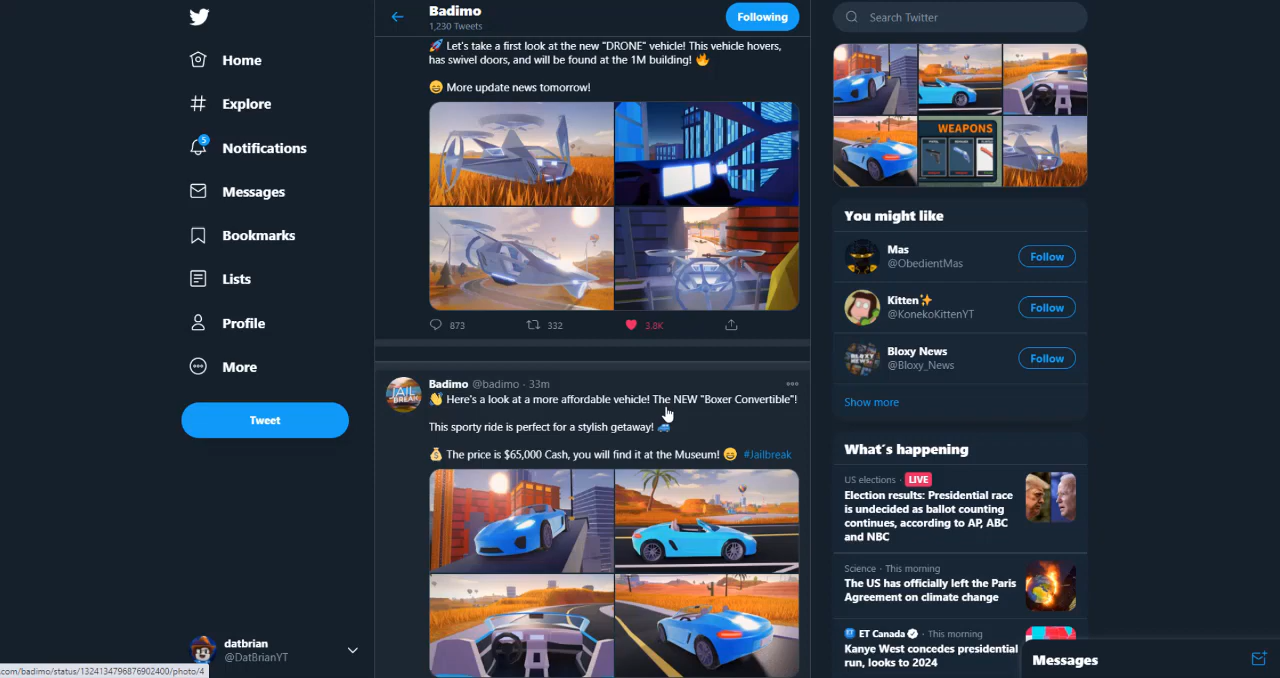 Home
Explore
5
Notifications
Messages
Bookmarks
Lists
Profile
More
Tweet
datbrian
@DatBrianYT
.com/badimo/status/1324134796876902400/photo/4
Badimo
1,230 Tweets
Following
🚀 Let's take a first look at the new "DRONE" vehicle! This vehicle hovers,
has swivel doors, and will be found at the 1M building! 🔥
😄 More update news tomorrow!
873
332
3.8K
JAIL
BREAK
Badimo @badimo · 33m
👋 Here's a look at a more affordable vehicle! The NEW "Boxer Convertible"!
This sporty ride is perfect for a stylish getaway! 🚙
💰 The price is $65,000 Cash, you will find it at the Museum! 😄 #Jailbreak
Search Twitter
WEAPONS
You might like
Mas
@ObedientMas
Follow
Kitten✨
@KonekoKittenYT
Follow
BLOXY
NEWS
Bloxy News
@Bloxy_News
Follow
Show more
What's happening
US elections · LIVE
Election results: Presidential race
is undecided as ballot counting
continues, according to AP, ABC
and NBC
Science · This morning
The US has officially left the Paris
Agreement on climate change
ET Canada · This morning
Kanye West concedes presidential
run, looks to 2024
Messages